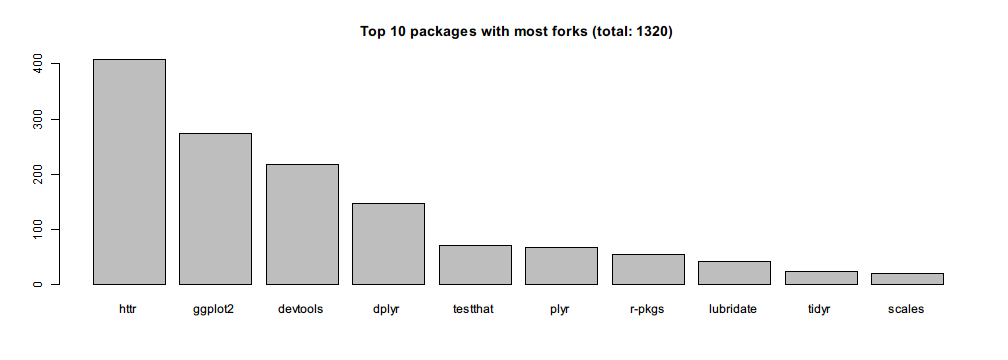 Top 10 packages with most forks (total: 1320)
400
300
200
100
0
httr ggplot2 devtools dplyr testthat plyr r-pkgs lubridate tidyr scales